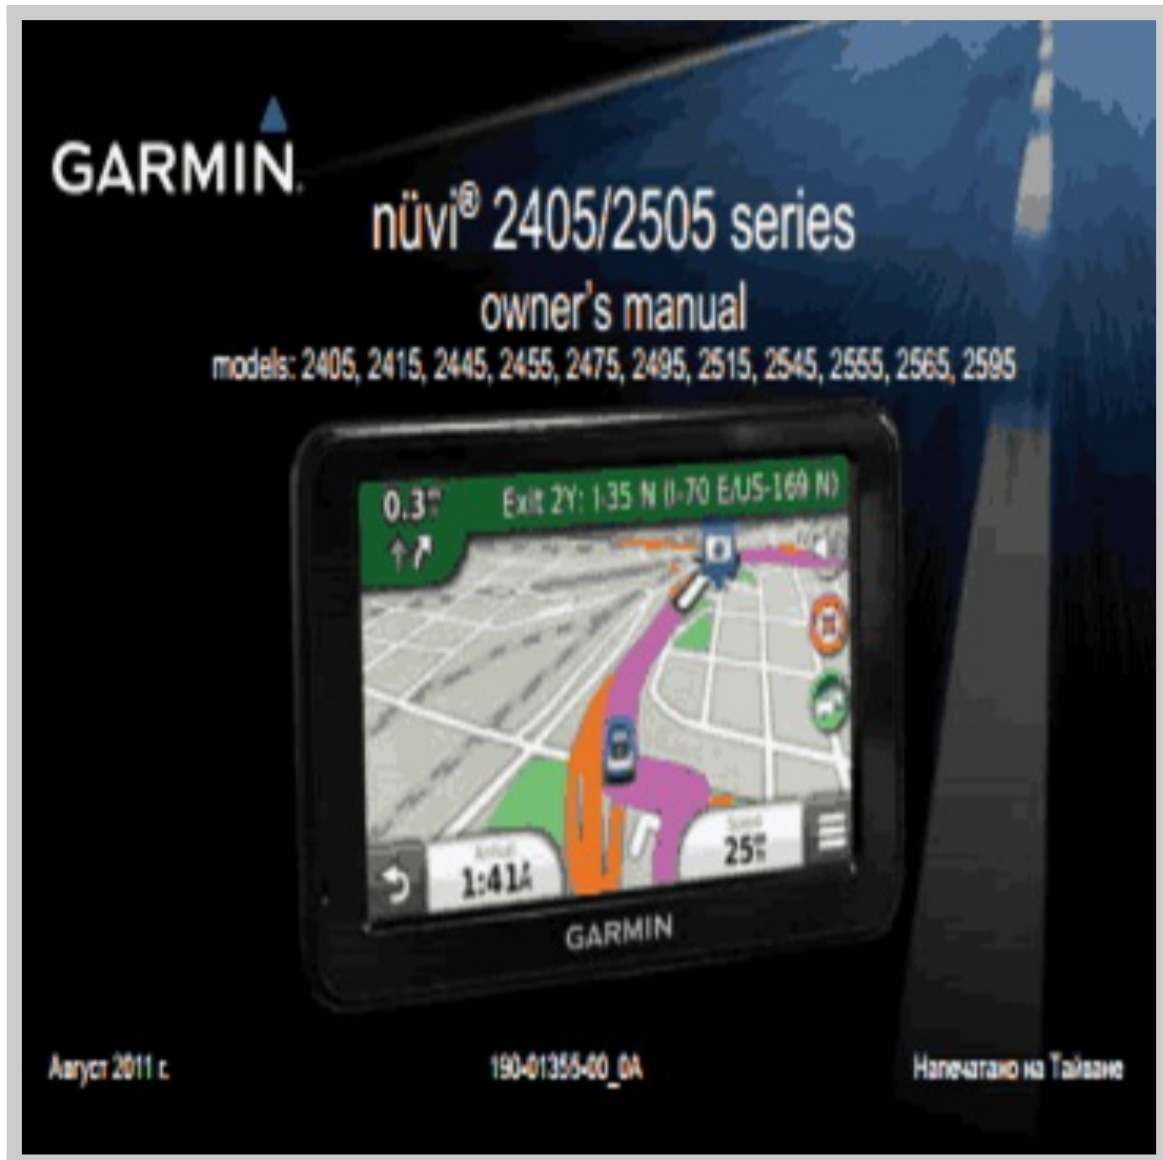 GARMIN
nüvi® 2405/2505 series
owner's manual
models: 2405, 2415, 2445, 2455, 2475, 2495, 2515, 2545, 2555, 2565, 2595
0.3
Exit 2Y: I-35 N (I-70 E/US-169 N)
Arrival
1:41
Speed
25
GARMIN
Август 2011 г.
190-01355-00_0A
Напечатано на Тайване